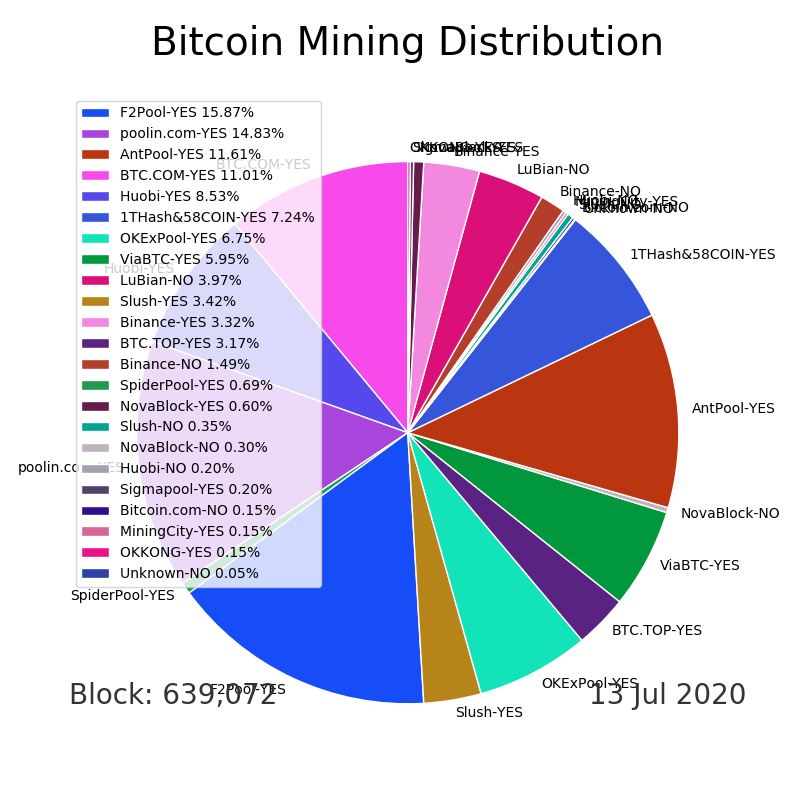 Bitcoin Mining Distribution
F2Pool-YES 15.87%
poolin.com-YES 14.83%
AntPool-YES 11.61%
BTC.COM-YES 11.01%
Huobi-YES 8.53%
1THash&58COIN-YES 7.24%
OKExPool-YES 6.75%
ViaBTC-YES 5.95%
LuBian-NO 3.97%
Slush-YES 3.42%
Binance-YES 3.32%
BTC.TOP-YES 3.17%
Binance-NO 1.49%
SpiderPool-YES 0.69%
NovaBlock-YES 0.60%
Slush-NO 0.35%
NovaBlock-NO 0.30%
Huobi-NO 0.20%
Sigmapool-YES 0.20%
Bitcoin.com-NO 0.15%
MiningCity-YES 0.15%
OKKONG-YES 0.15%
Unknown-NO 0.05%
BTC.COM-YES
Huobi-YES
poolin.com-YES
SpiderPool-YES
F2Pool-YES
Slush-YES
OKExPool-YES
BTC.TOP-YES
ViaBTC-YES
NovaBlock-NO
AntPool-YES
1THash&58COIN-YES
Unknown-NO
Binance-NO
LuBian-NO
Binance-YES
Block: 639,072
13 Jul 2020